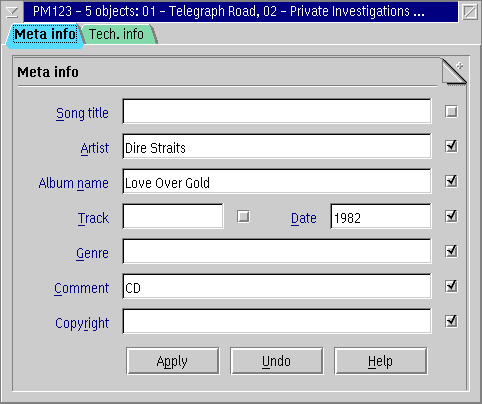 PM123 – 5 objects: 01 – Telegraph Road, 02 – Private Investigations ...
Meta info Tech. info
Meta info
Song title
Artist Dire Straits
Album name Love Over Gold
Track Date 1982
Genre
Comment CD
Copyright
Apply Undo Help